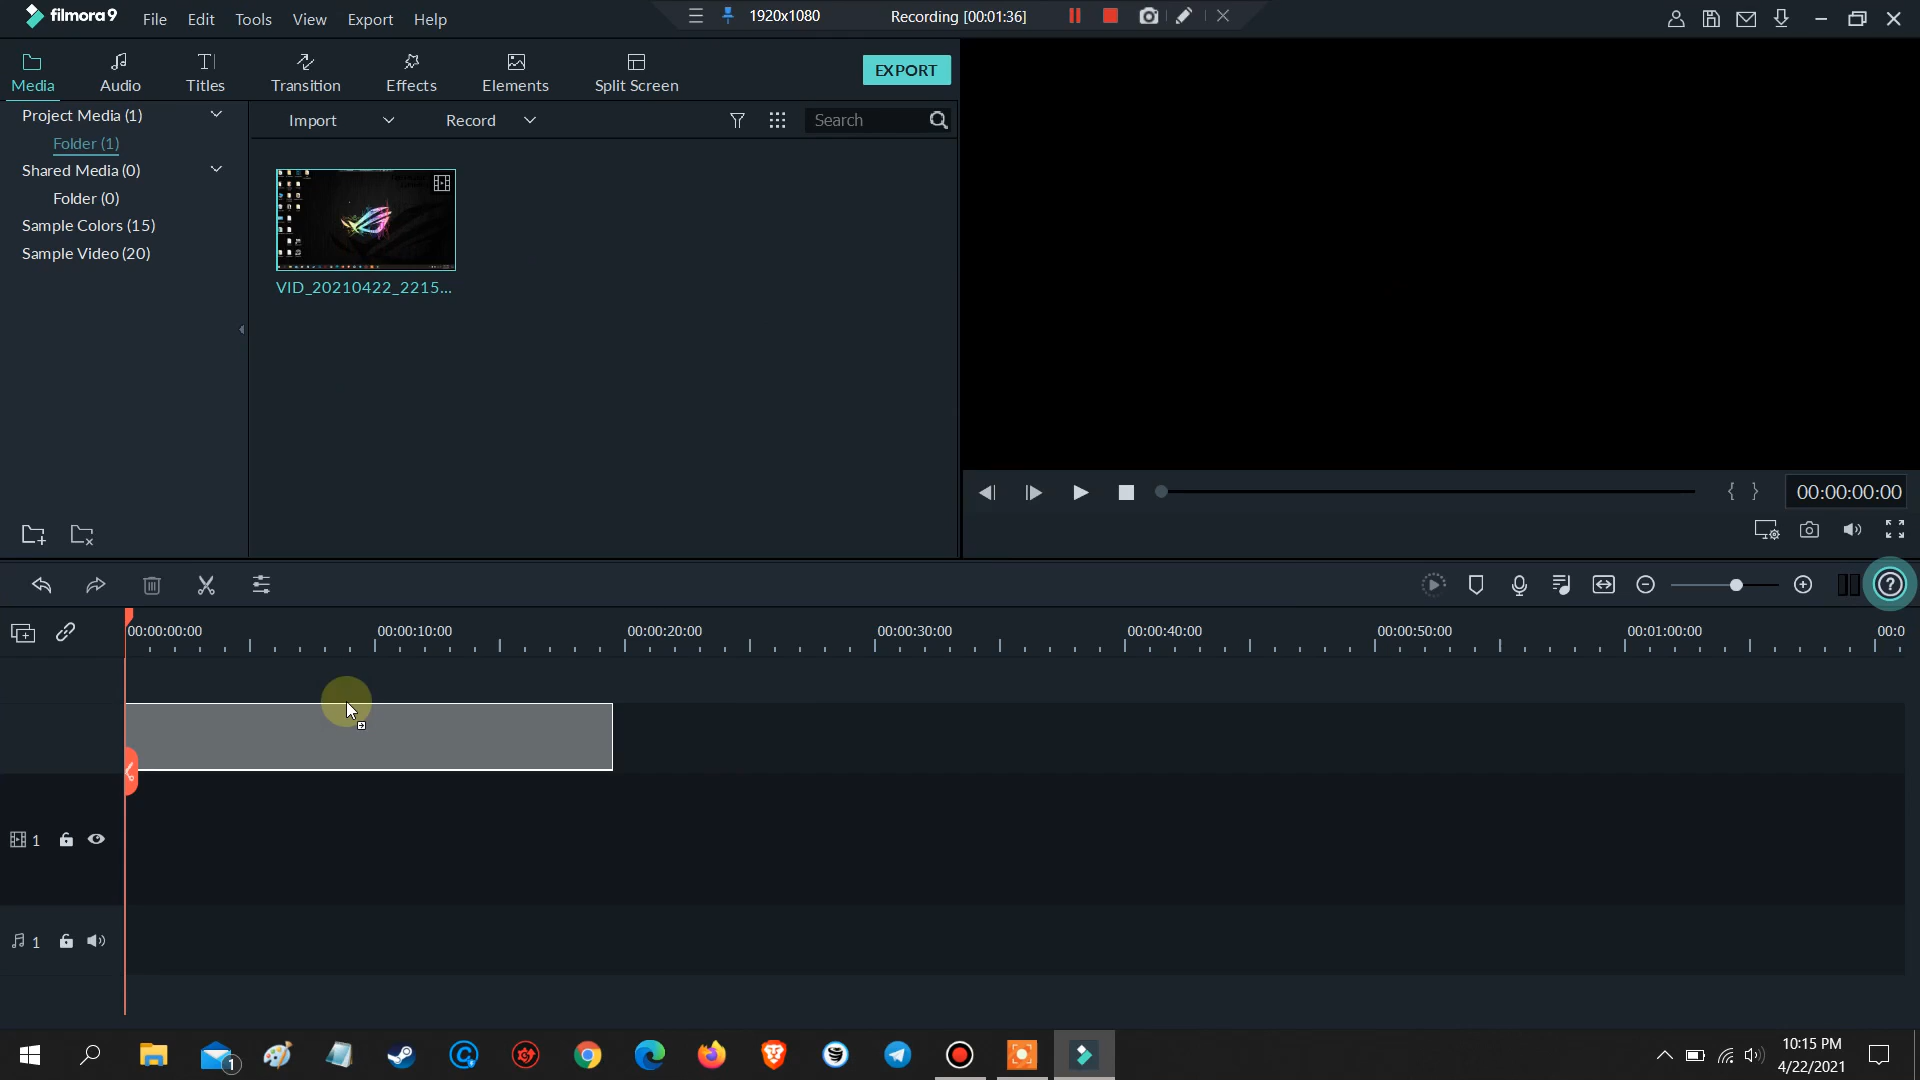 filmora9 File Edit Tools View Export Help 1920x1080 Recording [00:01:36]
Media Audio Titles Transition Effects Elements Split Screen EXPORT
Project Media (1) Import Record Search
Folder (1)
Shared Media (0)
Folder (0)
Sample Colors (15)
Sample Video (20)
VID_20210422_2215...
{ } 00:00:00:00
00:00:00:00 00:00:10:00 00:00:20:00 00:00:30:00 00:00:40:00 00:00:50:00 00:01:00:00 00:0
1
1
1
10:15 PM
4/22/2021